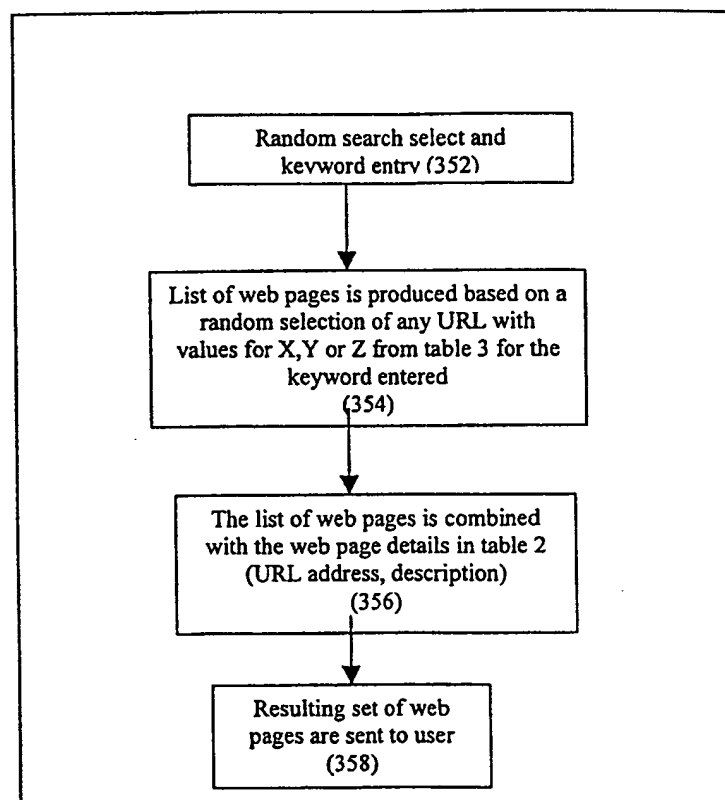 Random search select and
keyword entry (352)
List of web pages is produced based on a
random selection of any URL with
values for X,Y or Z from table 3 for the
keyword entered
(354)
The list of web pages is combined
with the web page details in table 2
(URL address, description)
(356)
Resulting set of web
pages are sent to user
(358)